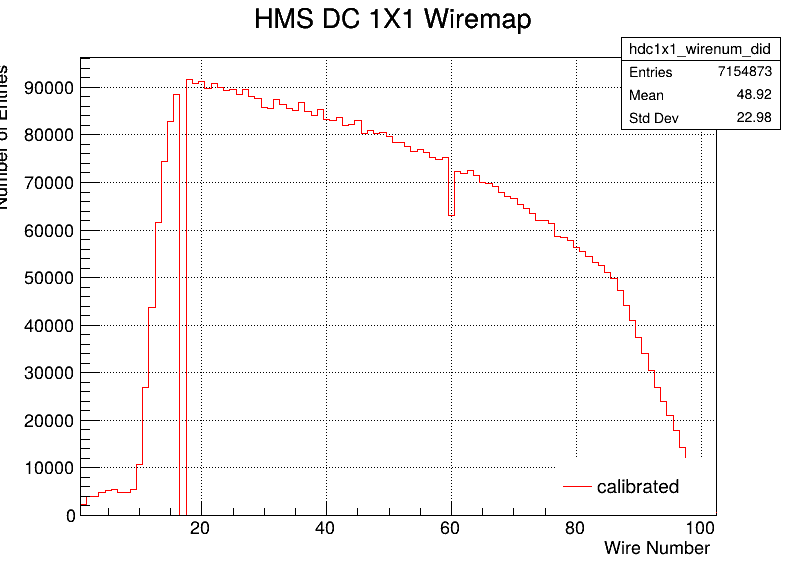 HMS DC 1X1 Wiremap
hdc1x1_wirenum_did
Entries 7154873
Mean 48.92
Std Dev 22.98
Number of Entries
90000
80000
70000
60000
50000
40000
30000
20000
10000
0
20 40 60 80 100
calibrated
Wire Number